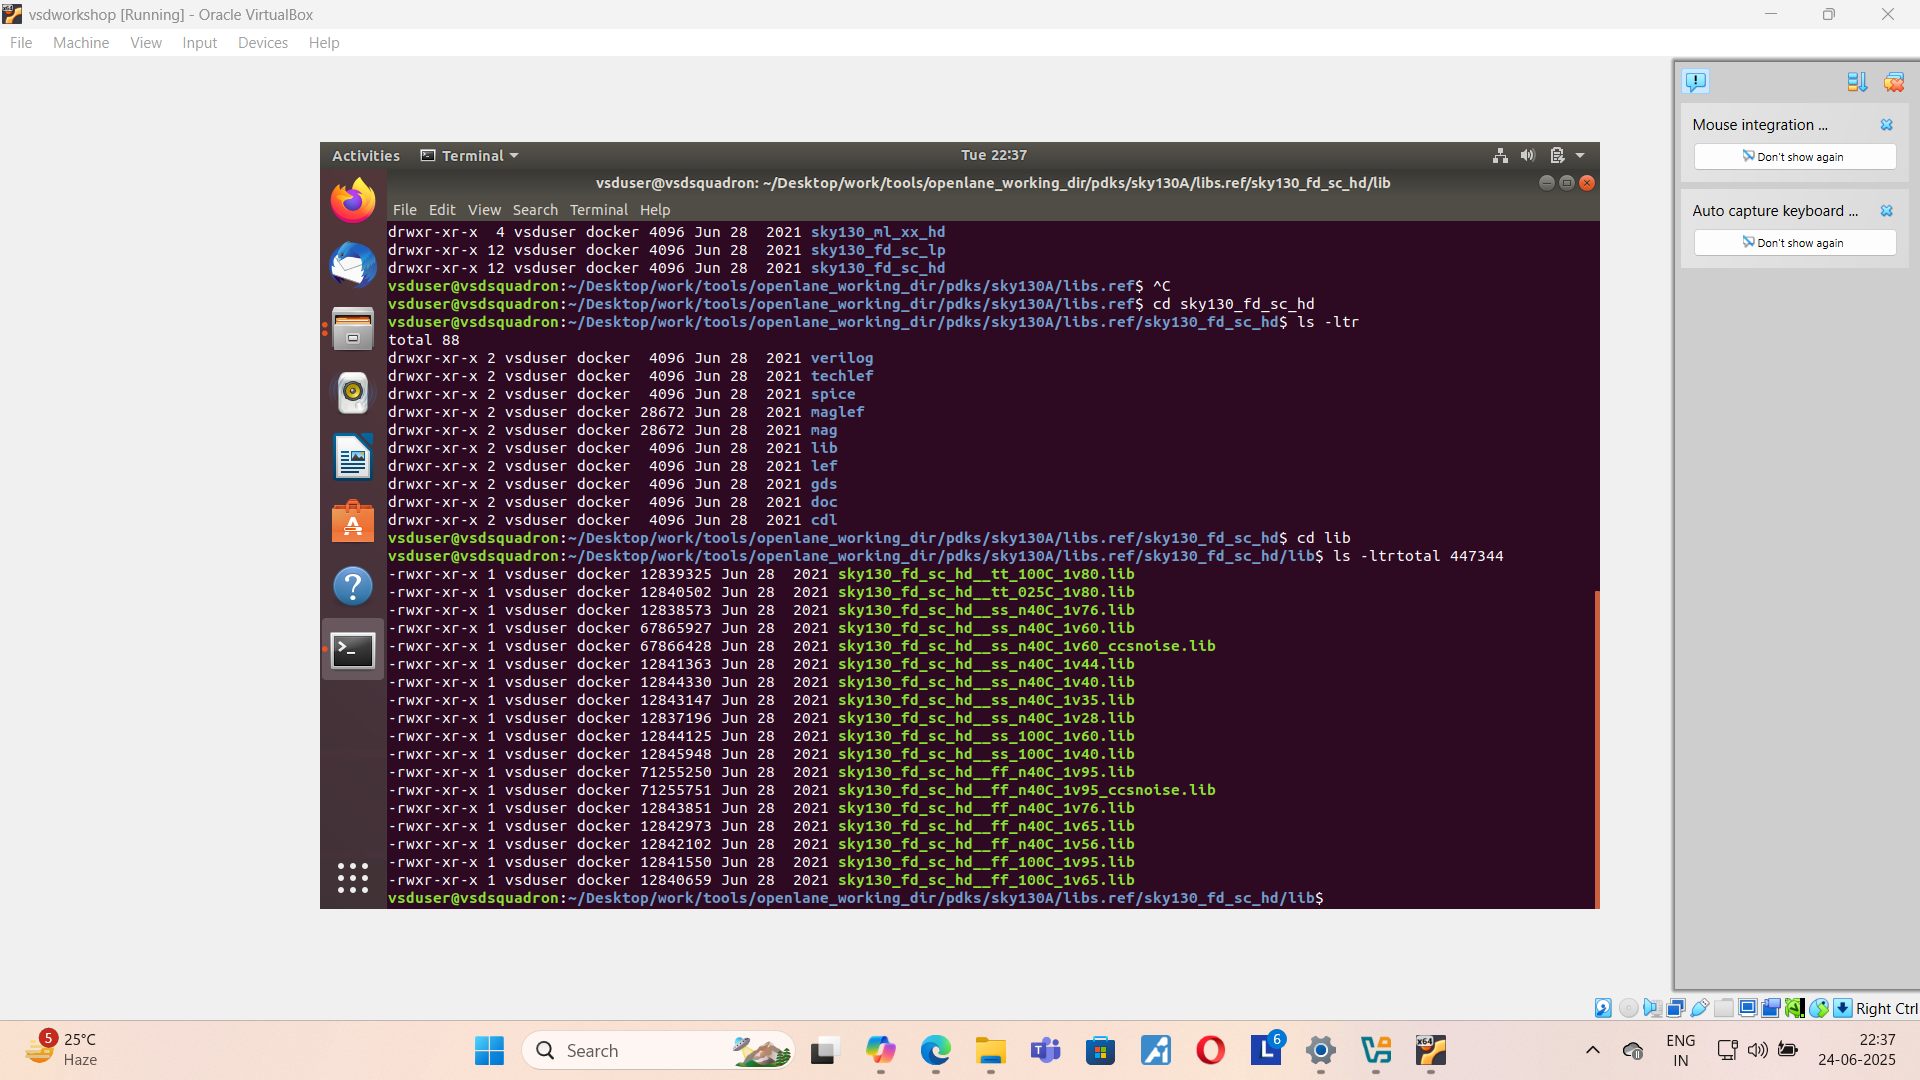 vsdworkshop [Running] - Oracle VirtualBox
File Machine View Input Devices Help
Mouse integration ...
Don't show again
Auto capture keyboard ...
Don't show again
Activities Terminal Tue 22:37
vsduser@vsdsquadron: ~/Desktop/work/tools/openlane_working_dir/pdks/sky130A/libs.ref/sky130_fd_sc_hd/lib
File Edit View Search Terminal Help
drwxr-xr-x  4 vsduser docker 4096 Jun 28  2021 sky130_ml_xx_hd
drwxr-xr-x 12 vsduser docker 4096 Jun 28  2021 sky130_fd_sc_lp
drwxr-xr-x 12 vsduser docker 4096 Jun 28  2021 sky130_fd_sc_hd
vsduser@vsdsquadron:~/Desktop/work/tools/openlane_working_dir/pdks/sky130A/libs.ref$ ^C
vsduser@vsdsquadron:~/Desktop/work/tools/openlane_working_dir/pdks/sky130A/libs.ref$ cd sky130_fd_sc_hd
vsduser@vsdsquadron:~/Desktop/work/tools/openlane_working_dir/pdks/sky130A/libs.ref/sky130_fd_sc_hd$ ls -ltr
total 88
drwxr-xr-x 2 vsduser docker  4096 Jun 28  2021 verilog
drwxr-xr-x 2 vsduser docker  4096 Jun 28  2021 techlef
drwxr-xr-x 2 vsduser docker  4096 Jun 28  2021 spice
drwxr-xr-x 2 vsduser docker 28672 Jun 28  2021 maglef
drwxr-xr-x 2 vsduser docker 28672 Jun 28  2021 mag
drwxr-xr-x 2 vsduser docker  4096 Jun 28  2021 lib
drwxr-xr-x 2 vsduser docker  4096 Jun 28  2021 lef
drwxr-xr-x 2 vsduser docker  4096 Jun 28  2021 gds
drwxr-xr-x 2 vsduser docker  4096 Jun 28  2021 doc
drwxr-xr-x 2 vsduser docker  4096 Jun 28  2021 cdl
vsduser@vsdsquadron:~/Desktop/work/tools/openlane_working_dir/pdks/sky130A/libs.ref/sky130_fd_sc_hd$ cd lib
vsduser@vsdsquadron:~/Desktop/work/tools/openlane_working_dir/pdks/sky130A/libs.ref/sky130_fd_sc_hd/lib$ ls -ltrtotal 447344
-rwxr-xr-x 1 vsduser docker 12839325 Jun 28  2021 sky130_fd_sc_hd__tt_100C_1v80.lib
-rwxr-xr-x 1 vsduser docker 12840502 Jun 28  2021 sky130_fd_sc_hd__tt_025C_1v80.lib
-rwxr-xr-x 1 vsduser docker 12838573 Jun 28  2021 sky130_fd_sc_hd__ss_n40C_1v76.lib
-rwxr-xr-x 1 vsduser docker 67865927 Jun 28  2021 sky130_fd_sc_hd__ss_n40C_1v60.lib
-rwxr-xr-x 1 vsduser docker 67866428 Jun 28  2021 sky130_fd_sc_hd__ss_n40C_1v60_ccsnoise.lib
-rwxr-xr-x 1 vsduser docker 12841363 Jun 28  2021 sky130_fd_sc_hd__ss_n40C_1v44.lib
-rwxr-xr-x 1 vsduser docker 12844330 Jun 28  2021 sky130_fd_sc_hd__ss_n40C_1v40.lib
-rwxr-xr-x 1 vsduser docker 12843147 Jun 28  2021 sky130_fd_sc_hd__ss_n40C_1v35.lib
-rwxr-xr-x 1 vsduser docker 12837196 Jun 28  2021 sky130_fd_sc_hd__ss_n40C_1v28.lib
-rwxr-xr-x 1 vsduser docker 12844125 Jun 28  2021 sky130_fd_sc_hd__ss_100C_1v60.lib
-rwxr-xr-x 1 vsduser docker 12845948 Jun 28  2021 sky130_fd_sc_hd__ss_100C_1v40.lib
-rwxr-xr-x 1 vsduser docker 71255250 Jun 28  2021 sky130_fd_sc_hd__ff_n40C_1v95.lib
-rwxr-xr-x 1 vsduser docker 71255751 Jun 28  2021 sky130_fd_sc_hd__ff_n40C_1v95_ccsnoise.lib
-rwxr-xr-x 1 vsduser docker 12843851 Jun 28  2021 sky130_fd_sc_hd__ff_n40C_1v76.lib
-rwxr-xr-x 1 vsduser docker 12842973 Jun 28  2021 sky130_fd_sc_hd__ff_n40C_1v65.lib
-rwxr-xr-x 1 vsduser docker 12842102 Jun 28  2021 sky130_fd_sc_hd__ff_n40C_1v56.lib
-rwxr-xr-x 1 vsduser docker 12841550 Jun 28  2021 sky130_fd_sc_hd__ff_100C_1v95.lib
-rwxr-xr-x 1 vsduser docker 12840659 Jun 28  2021 sky130_fd_sc_hd__ff_100C_1v65.lib
vsduser@vsdsquadron:~/Desktop/work/tools/openlane_working_dir/pdks/sky130A/libs.ref/sky130_fd_sc_hd/lib$
Right Ctrl
5
25°C
Haze
Search
L
6
x64
ENG
IN
22:37
24-06-2025